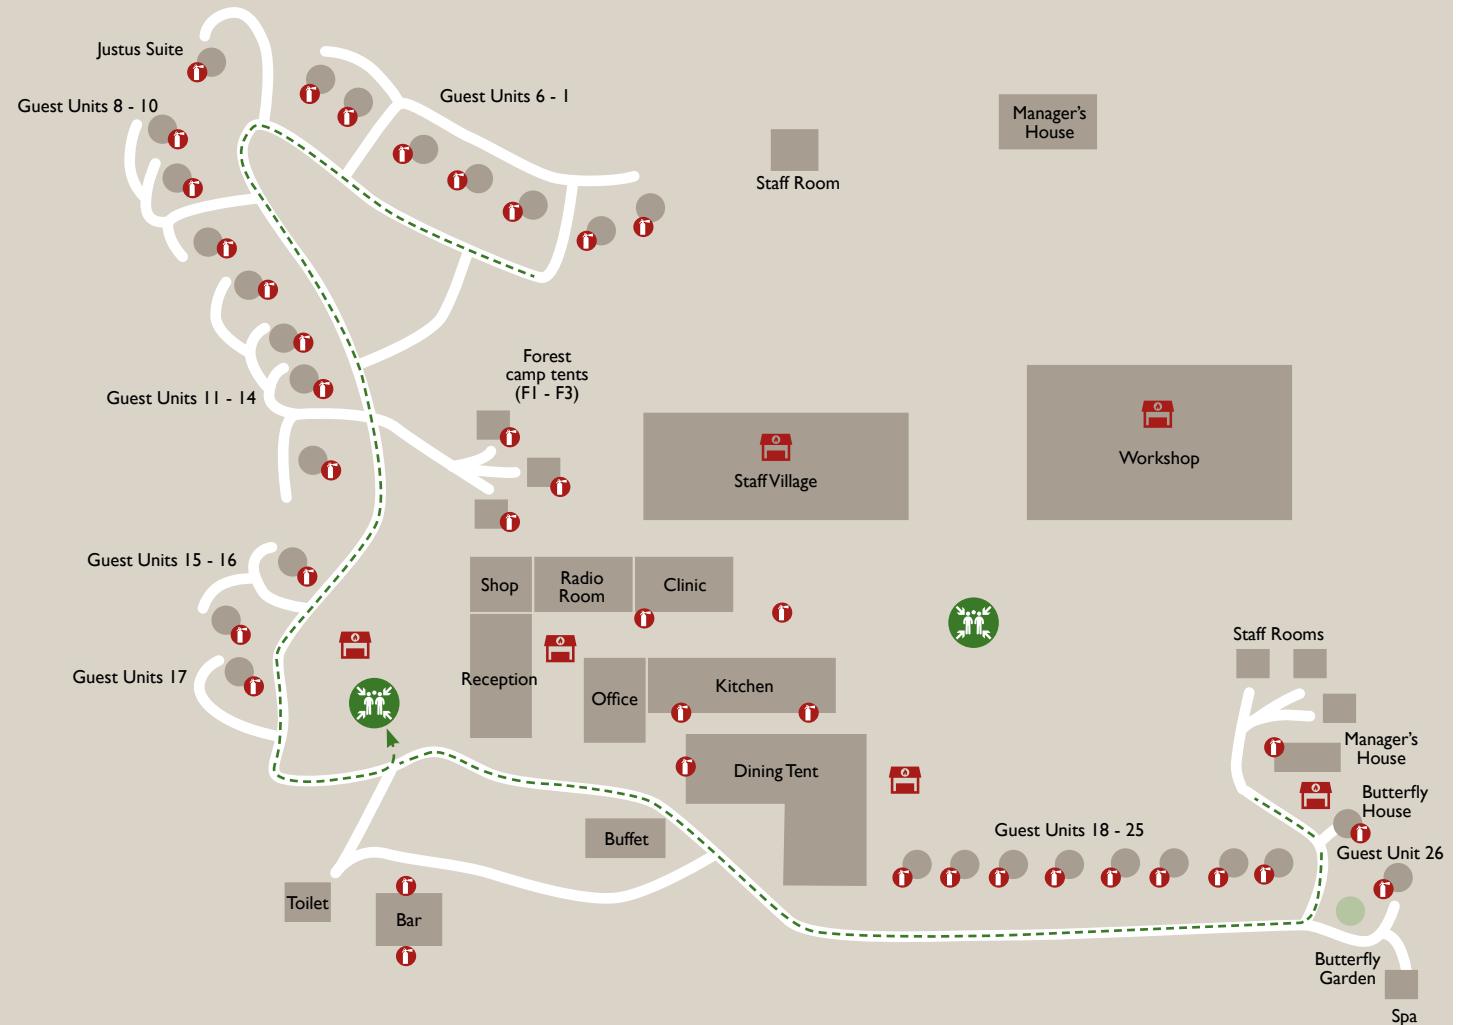 Justus Suite
Guest Units 8 - 10
Guest Units 6 - 1
Manager's
House
Staff Room
Forest
camp tents
(F1 - F3)
Guest Units 11 - 14
Staff Village
Workshop
Guest Units 15 - 16
Shop
Radio
Room
Clinic
Guest Units 17
Reception
Office
Kitchen
Staff Rooms
Manager's
House
Dining Tent
Butterfly
House
Buffet
Guest Units 18 - 25
Guest Unit 26
Toilet
Bar
Butterfly
Garden
Spa